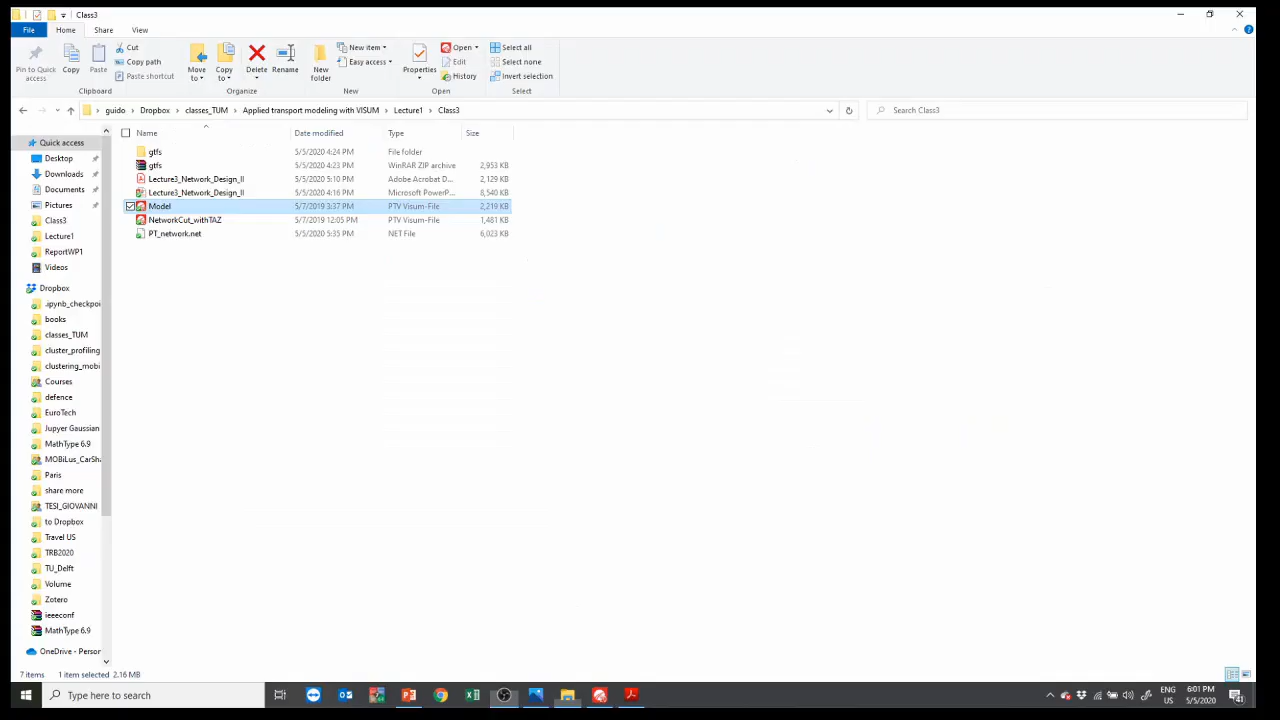 Class3
File Home Share View
Pin to Quick access Copy Paste Cut Copy path Paste shortcut Move to Copy to Delete Rename New folder New item Easy access Properties Open Edit History Select all Select none Invert selection
Clipboard Organize New Open Select
guido Dropbox classes_TUM Applied transport modeling with VISUM Lecture1 Class3 Search Class3
Name Date modified Type Size
gtfs 5/5/2020 4:24 PM File folder
gtfs 5/5/2020 4:23 PM WinRAR ZIP archive 2,953 KB
Lecture3_Network_Design_II 5/5/2020 5:10 PM Adobe Acrobat D... 2,129 KB
Lecture3_Network_Design_II 5/5/2020 4:16 PM Microsoft PowerP... 8,540 KB
Model 5/7/2019 3:37 PM PTV Visum-File 2,219 KB
NetworkCut_withTAZ 5/7/2019 12:05 PM PTV Visum-File 1,481 KB
PT_network.net 5/5/2020 5:35 PM NET File 6,023 KB
Quick access
Desktop
Downloads
Documents
Pictures
Class3
Lecture1
ReportWP1
Videos
Dropbox
.ipynb_checkpoi
books
classes_TUM
cluster_profiling
clustering_mobi
Courses
defence
EuroTech
Jupyer Gaussian
MathType 6.9
MOBiLus_CarSha
Paris
share more
TESI_GIOVANNI
to Dropbox
Travel US
TRB2020
TU_Delft
Volume
Zotero
ieeeconf
MathType 6.9
OneDrive - Person
7 items 1 item selected 2.16 MB
Type here to search ENG US 6:01 PM 5/5/2020